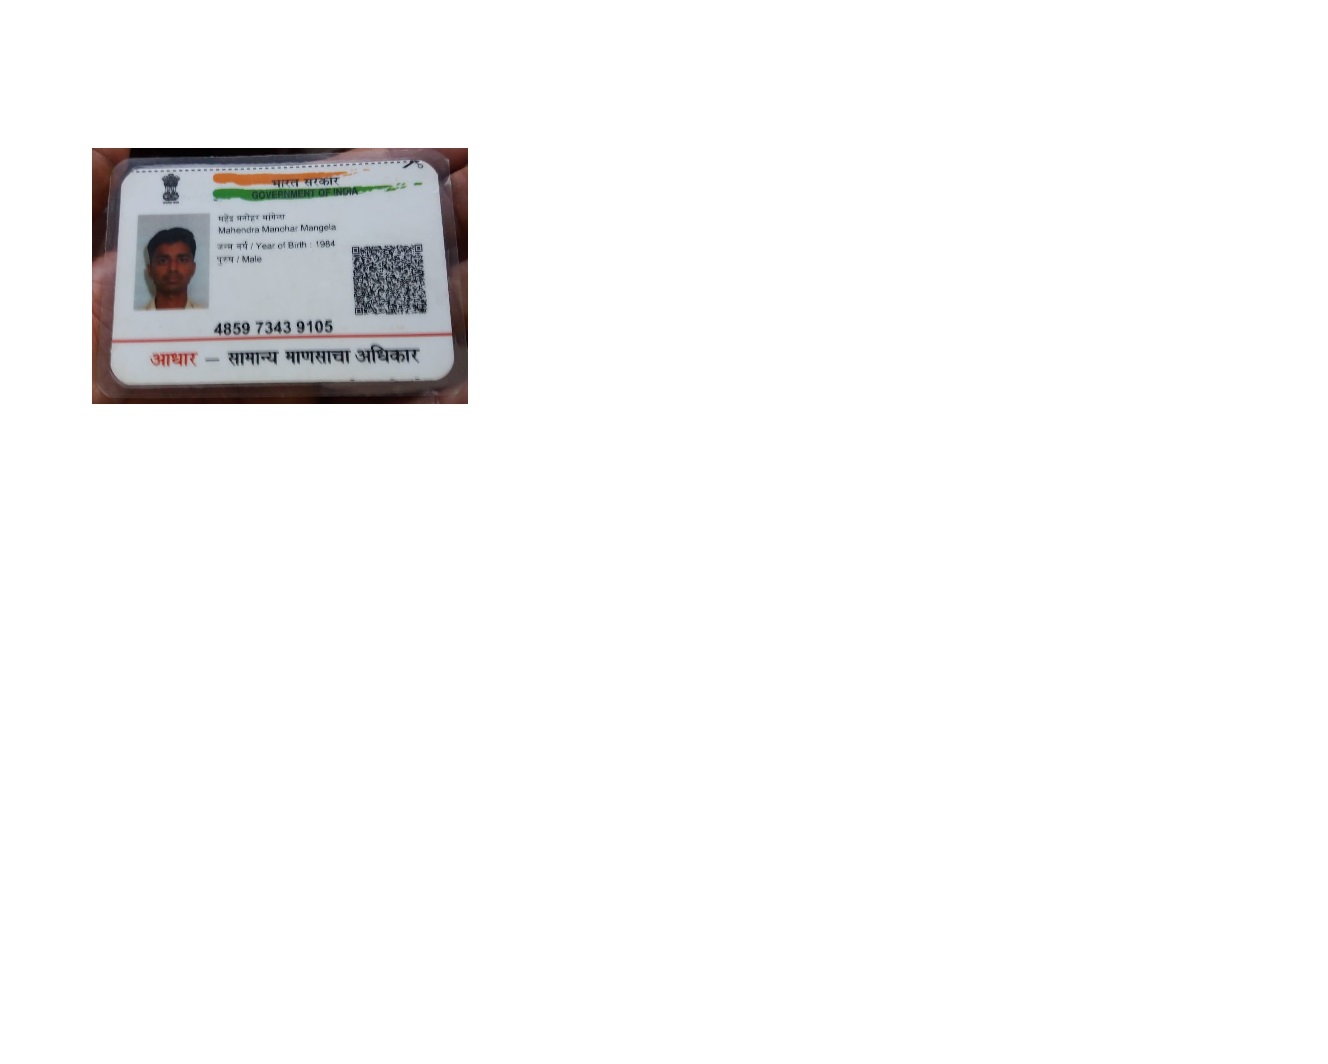 भारत सरकार
GOVERNMENT OF INDIA
महेंद्र मनोहर मांगेला
Mahendra Manohar Mangela
जन्म वर्ष / Year of Birth : 1984
पुरुष / Male
4859 7343 9105
आधार — सामान्य माणसाचा अधिकार